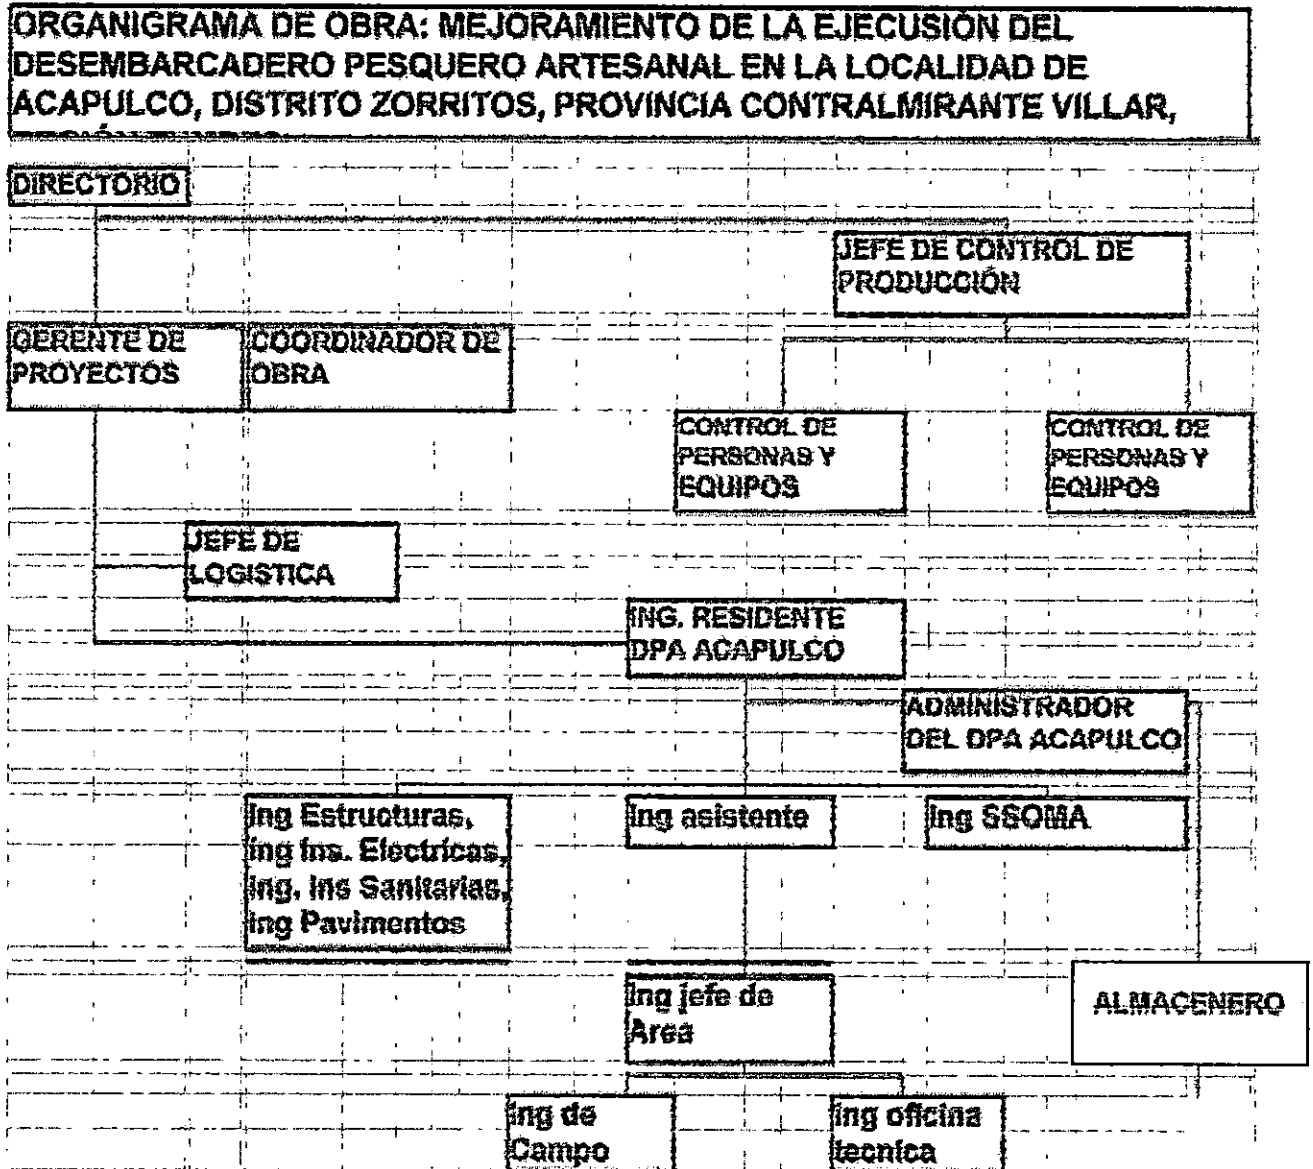 ORGANIGRAMA DE OBRA: MEJORAMIENTO DE LA EJECUSIÓN DEL
DESEMBARCADERO PESQUERO ARTESANAL EN LA LOCALIDAD DE
ACAPULCO, DISTRITO ZORRITOS, PROVINCIA CONTRALMIRANTE VILLAR,
DIRECTORIO
JEFE DE CONTROL DE
PRODUCCIÓN
GERENTE DE
PROYECTOS
COORDINADOR DE
OBRA
CONTROL DE
PERSONAS Y
EQUIPOS
CONTROL DE
PERSONAS Y
EQUIPOS
JEFE DE
LOGISTICA
ING. RESIDENTE
DPA ACAPULCO
ADMINISTRADOR
DEL DPA ACAPULCO
Ing Estructuras,
ing Ins. Electricas,
Ing. Ins Sanitarias,
Ing Pavimentos
Ing asistente
Ing SSOMA
Ing jefe de
Area
ALMACENERO
Ing de
Campo
ing oficina
tecnica